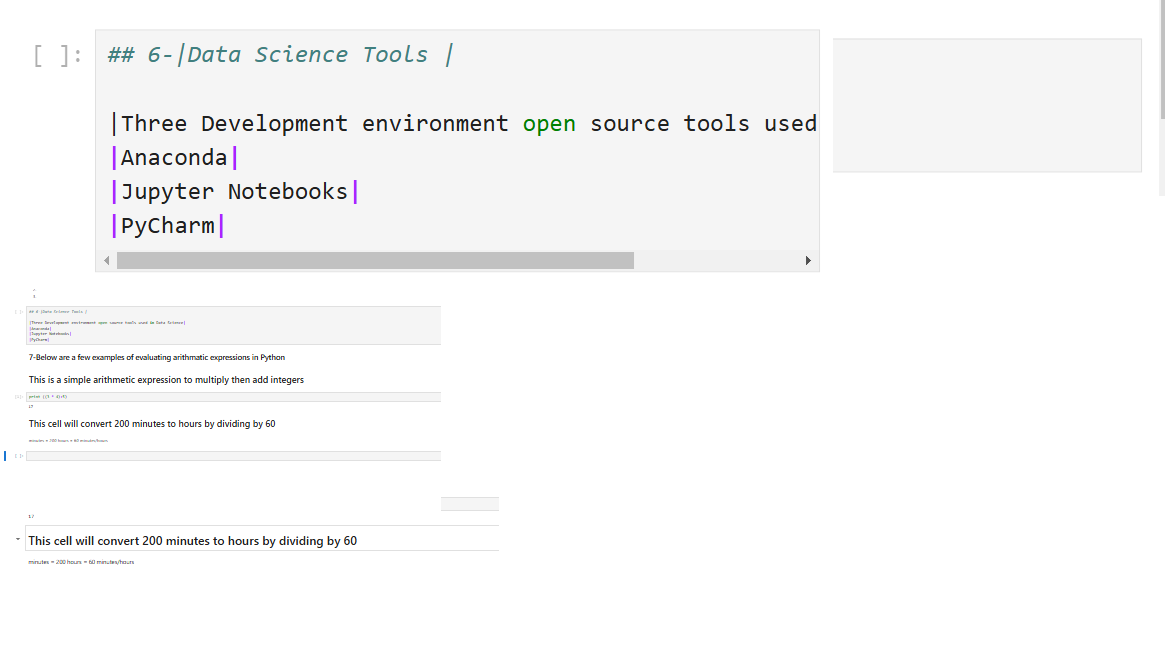 [ ]: ## 6-|Data Science Tools |
|Three Development environment open source tools used
|Anaconda|
|Jupyter Notebooks|
|PyCharm|
## 6-|Data Science Tools |
|Three Development environment open source tools used in Data Science|
|Anaconda|
|Jupyter Notebooks|
|PyCharm|
7-Below are a few examples of evaluating arithmatic expressions in Python
This is a simple arithmetic expression to multiply then add integers
print ((3 * 4)+5)
17
This cell will convert 200 minutes to hours by dividing by 60
minutes = 200 hours = 60 minutes/hours
[ ]:
17
This cell will convert 200 minutes to hours by dividing by 60
minutes = 200 hours = 60 minutes/hours